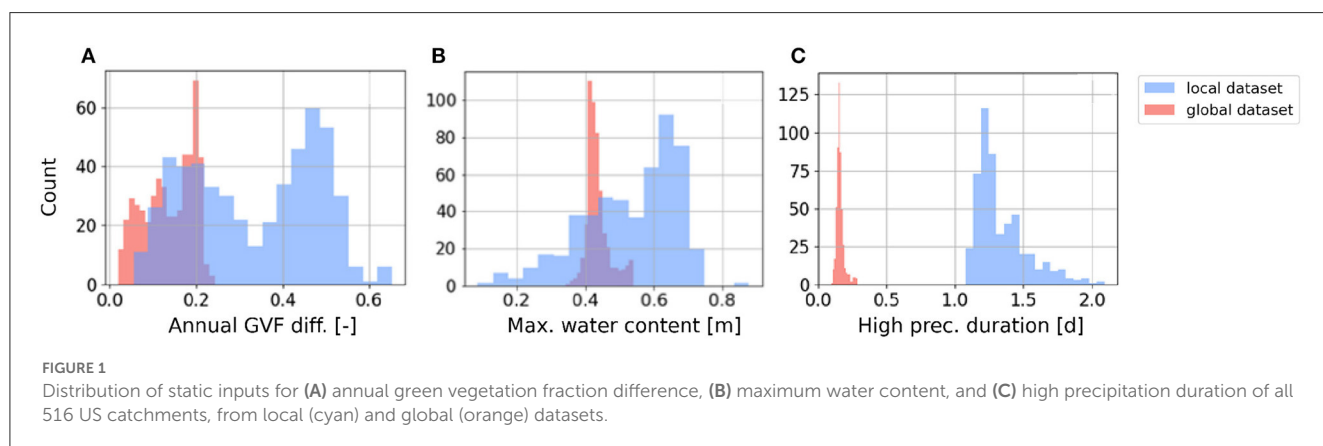 A
B
C
60
40
20
0
Count
0.0
0.2
0.4
0.6
Annual GVF diff. [-]
100
80
60
40
20
0
0.2
0.4
0.6
0.8
Max. water content [m]
125
100
75
50
25
0
0.0
0.5
1.0
1.5
2.0
High prec. duration [d]
local dataset
global dataset
FIGURE 1
Distribution of static inputs for (A) annual green vegetation fraction difference, (B) maximum water content, and (C) high precipitation duration of all
516 US catchments, from local (cyan) and global (orange) datasets.